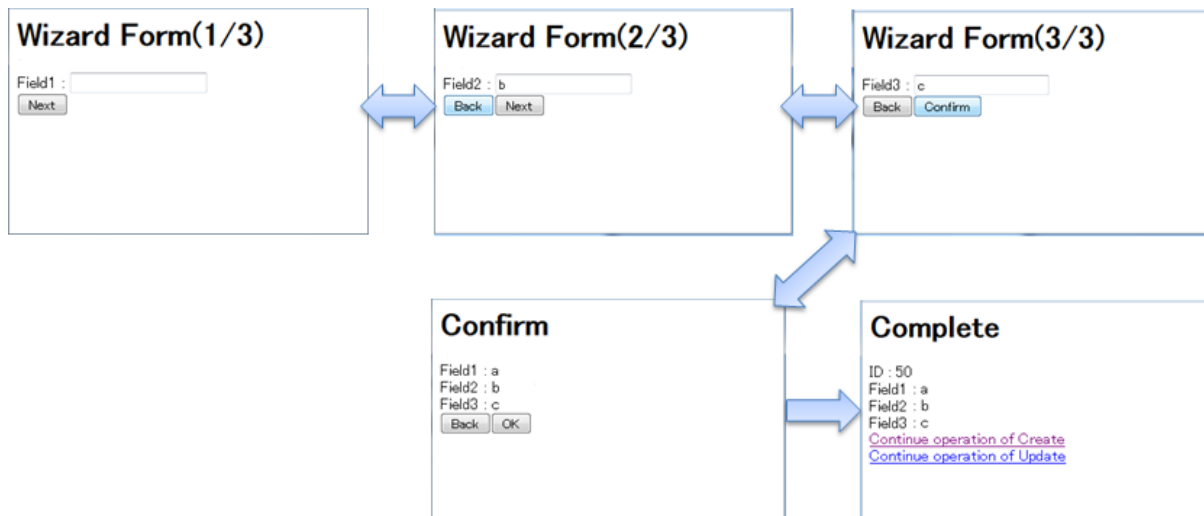 Wizard Form(1/3)
Field1 :
Next
Wizard Form(2/3)
Field2 : b
Back Next
Wizard Form(3/3)
Field3 : c
Back Confirm
Confirm
Field1 : a
Field2 : b
Field3 : c
Back OK
Complete
ID : 50
Field1 : a
Field2 : b
Field3 : c
Continue operation of Create
Continue operation of Update